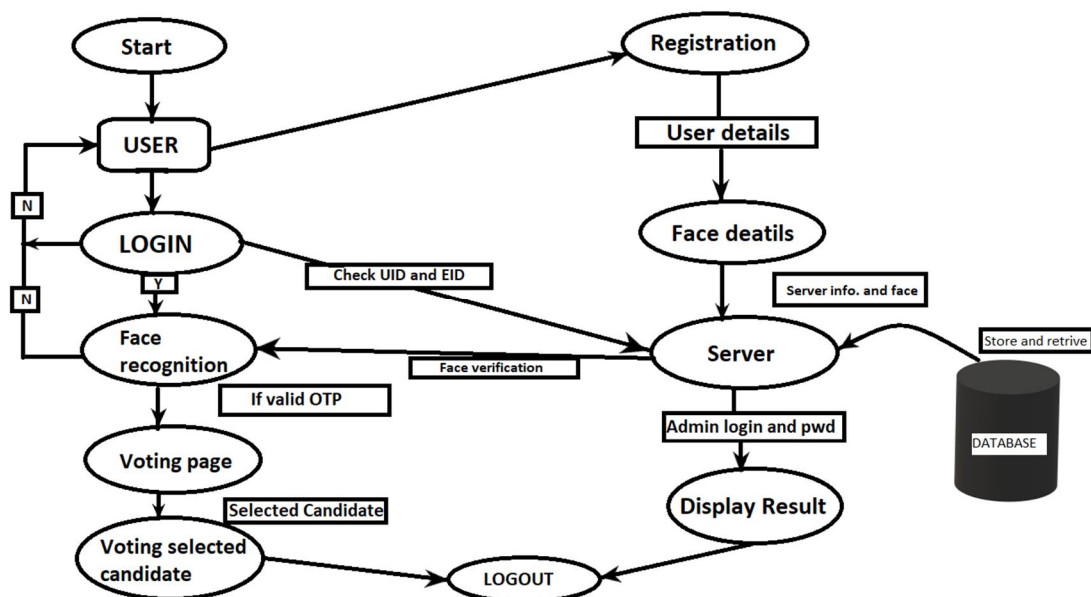 Start
Registration
USER
User details
N
LOGIN
Face deatils
Check UID and EID
Y
N
Server info. and face
Face
recognition
Server
Store and retrive
Face verification
If valid OTP
Admin login and pwd
DATABASE
Voting page
Selected Candidate
Display Result
Voting selected
candidate
LOGOUT